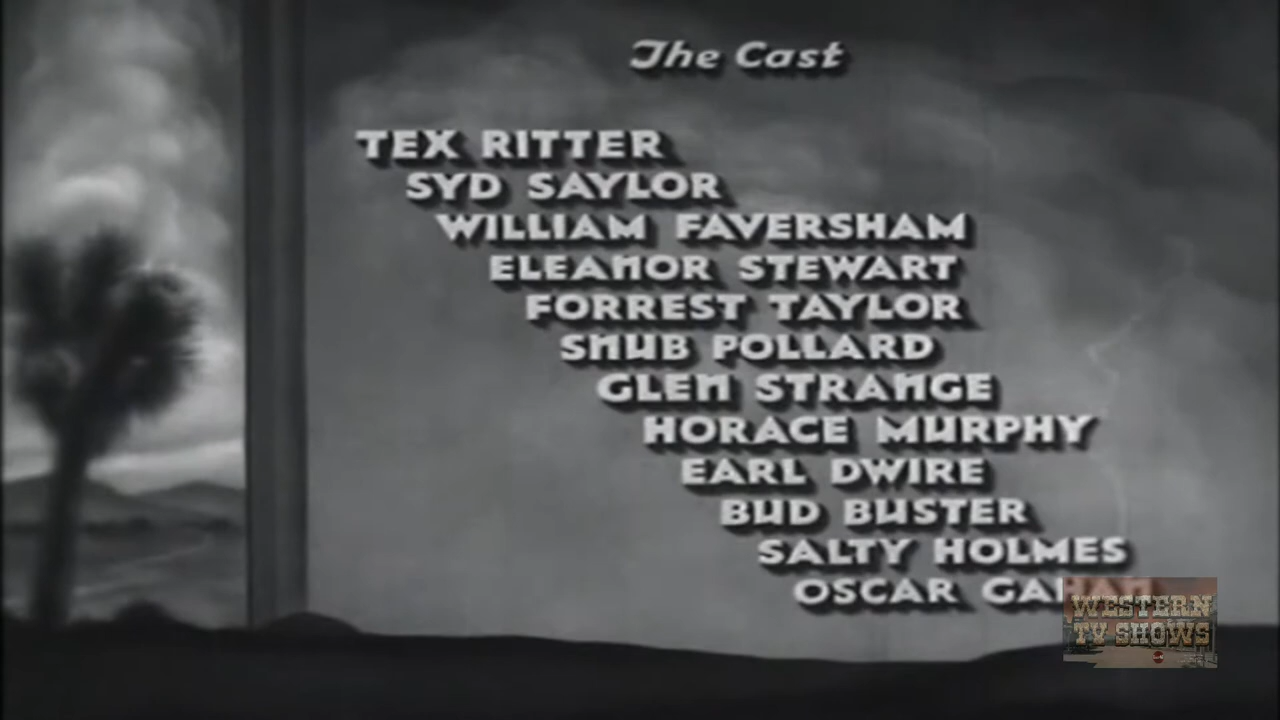 The Cast
TEX RITTER
SYD SAYLOR
WILLIAM FAVERSHAM
ELEANOR STEWART
FORREST TAYLOR
SNUB POLLARD
GLEN STRANGE
HORACE MURPHY
EARL DWIRE
BUD BUSTER
SALTY HOLMES
OSCAR
WESTERN
TV SHOWS